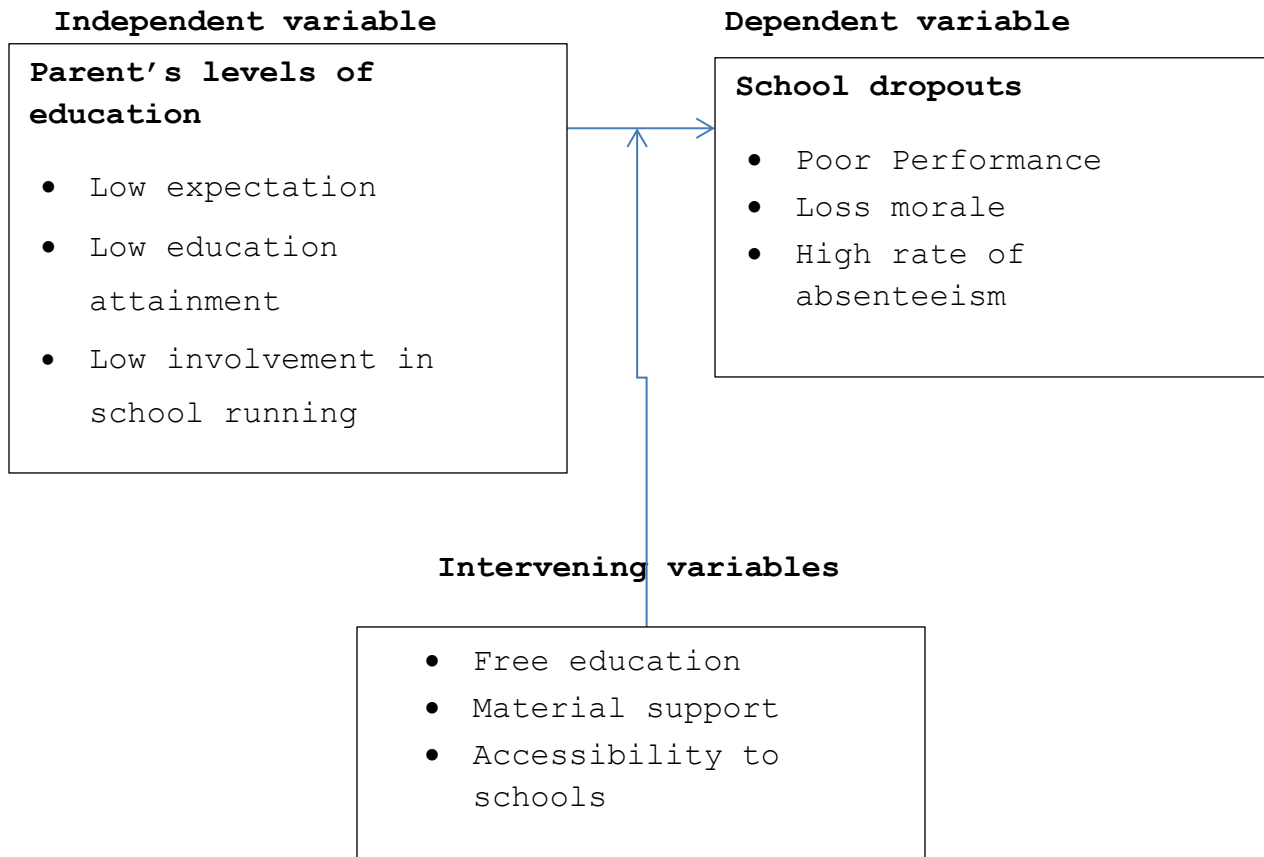 Independent variable
Parent’s levels of
education
• Low expectation
• Low education
attainment
• Low involvement in
school running
Dependent variable
School dropouts
• Poor Performance
• Loss morale
• High rate of
absenteeism
Intervening variables
• Free education
• Material support
• Accessibility to
schools